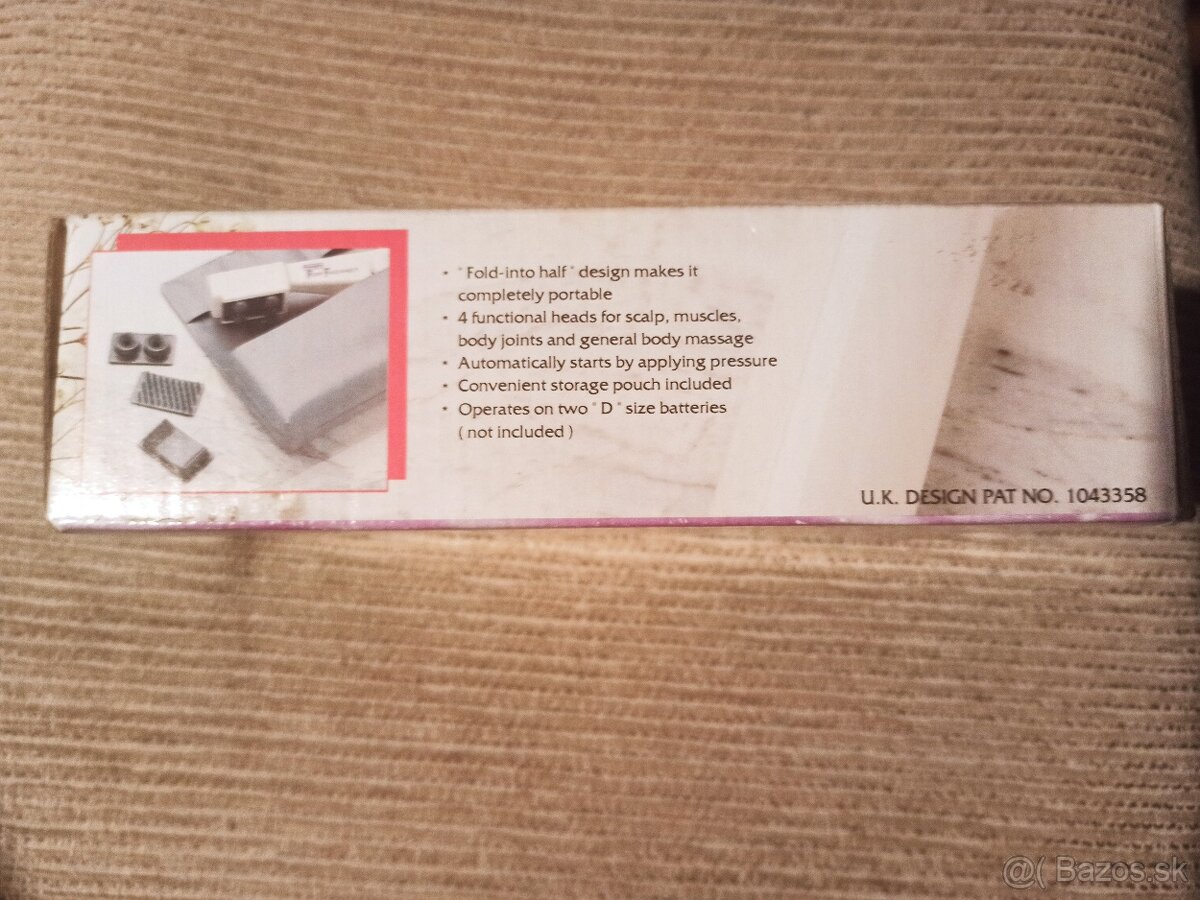 • "Fold-into half" design makes it
completely portable
• 4 functional heads for scalp, muscles,
body joints and general body massage
• Automatically starts by applying pressure
• Convenient storage pouch included
• Operates on two "D" size batteries
( not included )
U.K. DESIGN PAT NO. 1043358
@( Bazos.sk